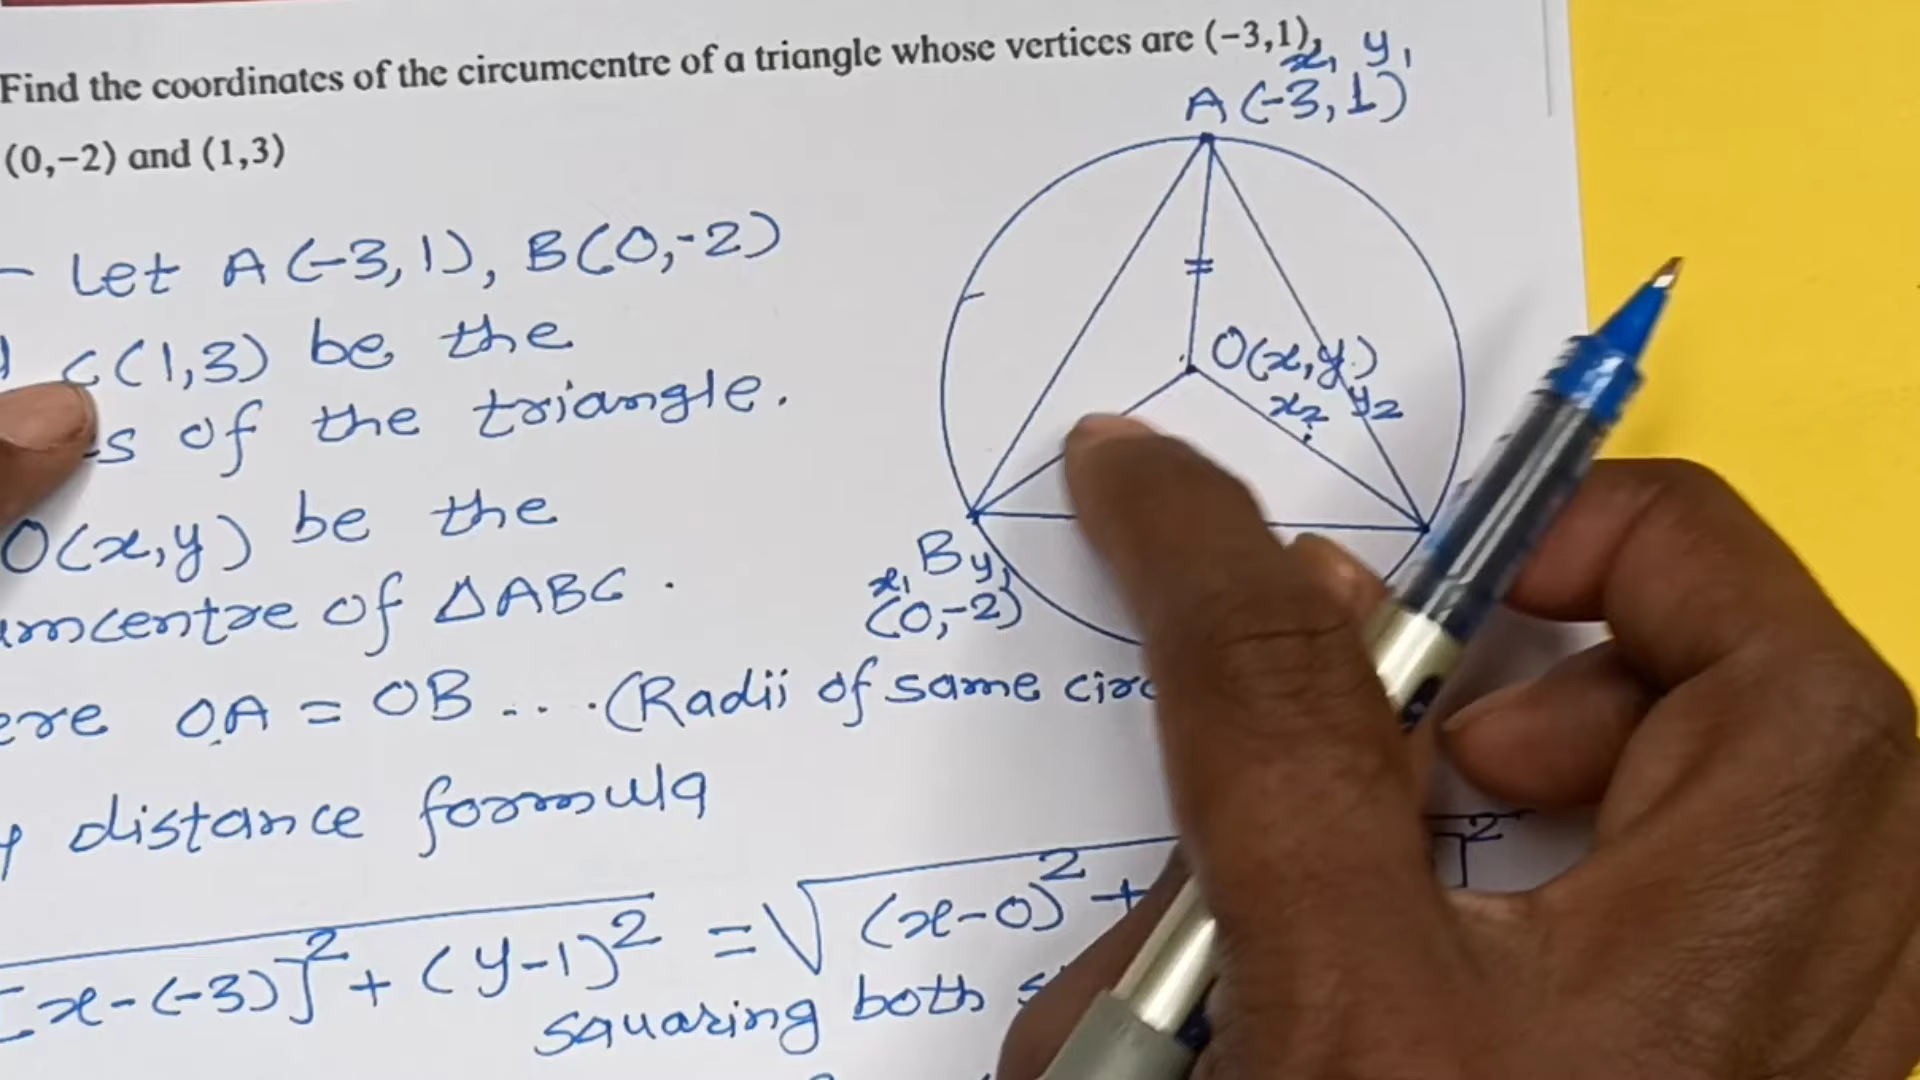 Find the coordinates of the circumcentre of a triangle whose vertices are (−3,1),
(0,−2) and (1,3)
x₁ y₁
A (-3, 1)
- Let A(-3,1), B(0,-2)
C(1,3) be the
of the triangle.
O(x,y)
x₂ y₂
O(x,y) be the
of ΔABC.
B
x₁ y₁
(0,-2)
OA = OB ....(Radii of same
distance formula
[x-(-3)]² + (y-1)² = √(x-0)² +
squaring both